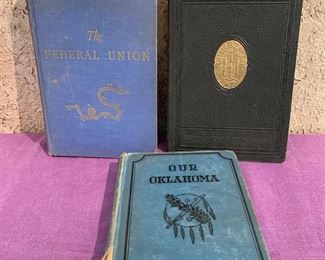 The
FEDERAL UNION
OUR
OKLAHOMA